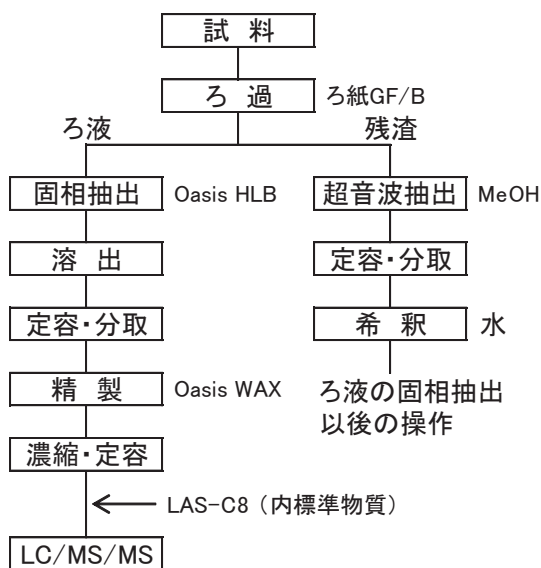 試 料
ろ 過 ろ紙GF/B
ろ液 残渣
固相抽出 Oasis HLB 超音波抽出 MeOH
溶 出 定容・分取
定容・分取 希 釈 水
精 製 Oasis WAX ろ液の固相抽出
以後の操作
濃縮・定容
LAS-C8（内標準物質）
LC/MS/MS